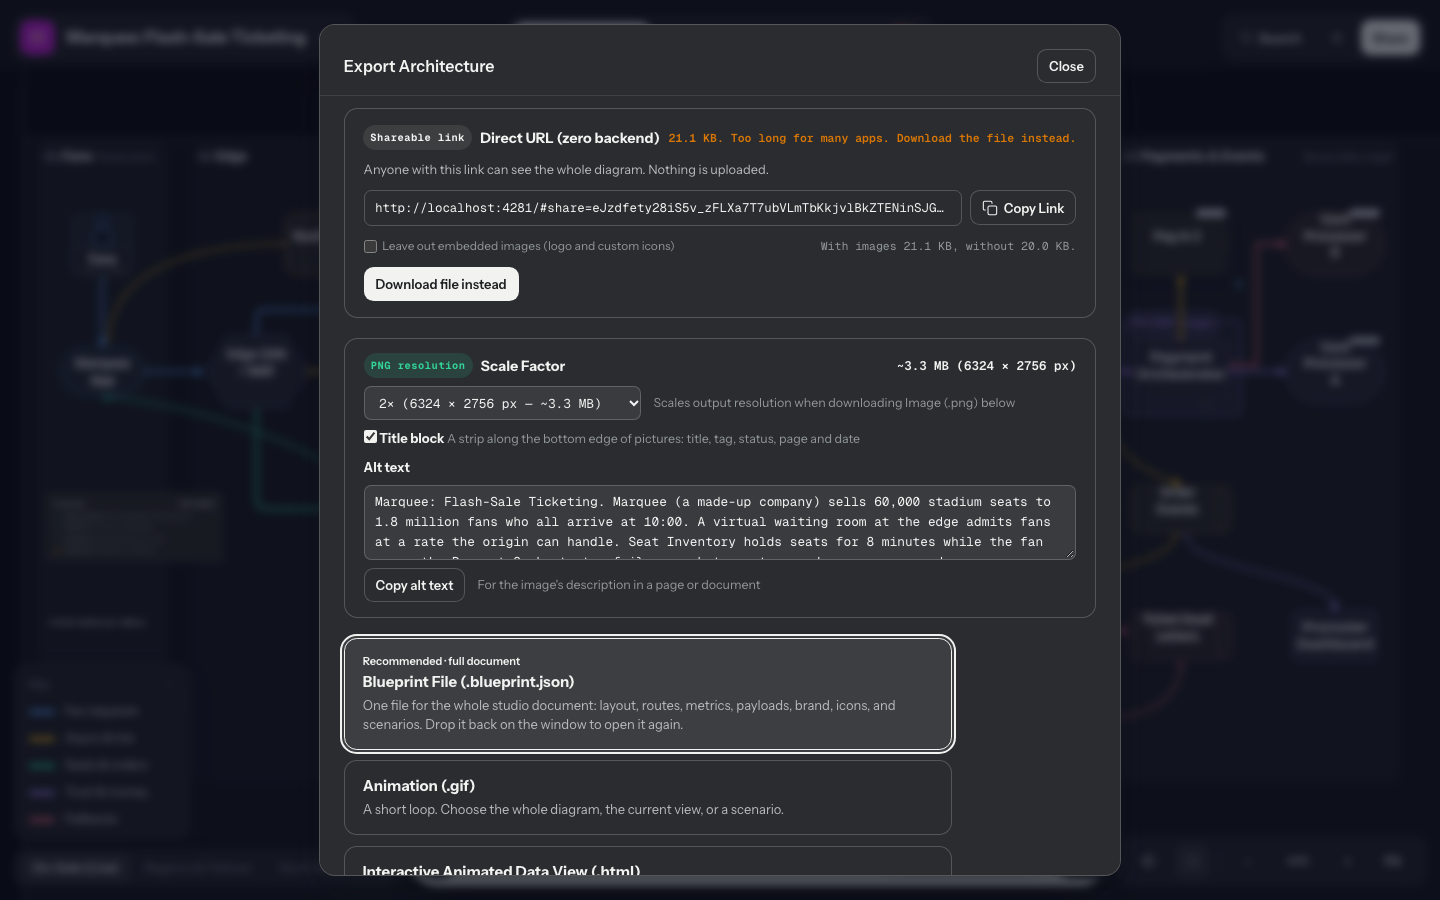 Marquee Flash-Sale Ticketing
Export Architecture
Close
Shareable link
Direct URL (zero backend)
21.1 KB. Too long for many apps. Download the file instead.
Anyone with this link can see the whole diagram. Nothing is uploaded.
http://localhost:4281/#share=eJzdfety28iS5v_zFLXa7T7ubVLmTbKkjvlBkZTENinSJG…
Copy Link
Leave out embedded images (logo and custom icons)
With images 21.1 KB, without 20.0 KB.
Download file instead
PNG resolution
Scale Factor
~3.3 MB (6324 × 2756 px)
2× (6324 × 2756 px — ~3.3 MB)
Scales output resolution when downloading Image (.png) below
Title block A strip along the bottom edge of pictures: title, tag, status, page and date
Alt text
Marquee: Flash-Sale Ticketing. Marquee (a made-up company) sells 60,000 stadium seats to
1.8 million fans who all arrive at 10:00. A virtual waiting room at the edge admits fans
at a rate the origin can handle. Seat Inventory holds seats for 8 minutes while the fan
Copy alt text
For the image's description in a page or document
Recommended · full document
Blueprint File (.blueprint.json)
One file for the whole studio document: layout, routes, metrics, payloads, brand, icons, and
scenarios. Drop it back on the window to open it again.
Animation (.gif)
A short loop. Choose the whole diagram, the current view, or a scenario.
Interactive Animated Data View (.html)